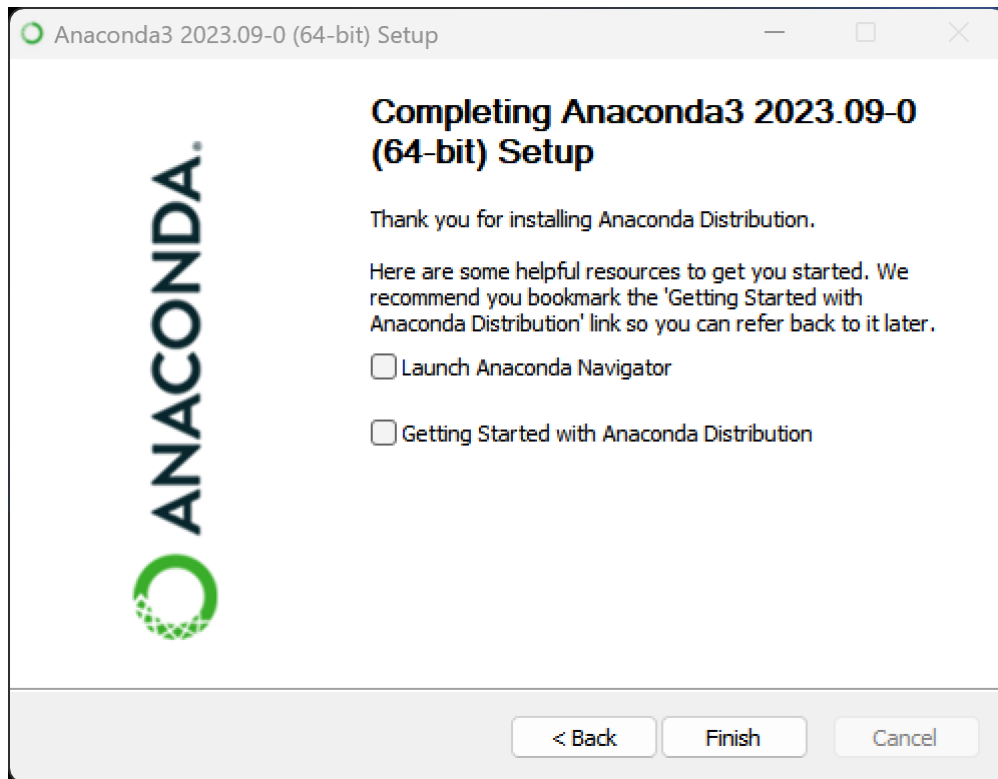 Anaconda3 2023.09-0 (64-bit) Setup
Completing Anaconda3 2023.09-0
(64-bit) Setup
Thank you for installing Anaconda Distribution.
Here are some helpful resources to get you started. We
recommend you bookmark the 'Getting Started with
Anaconda Distribution' link so you can refer back to it later.
Launch Anaconda Navigator
Getting Started with Anaconda Distribution
ANACONDA.
< Back
Finish
Cancel